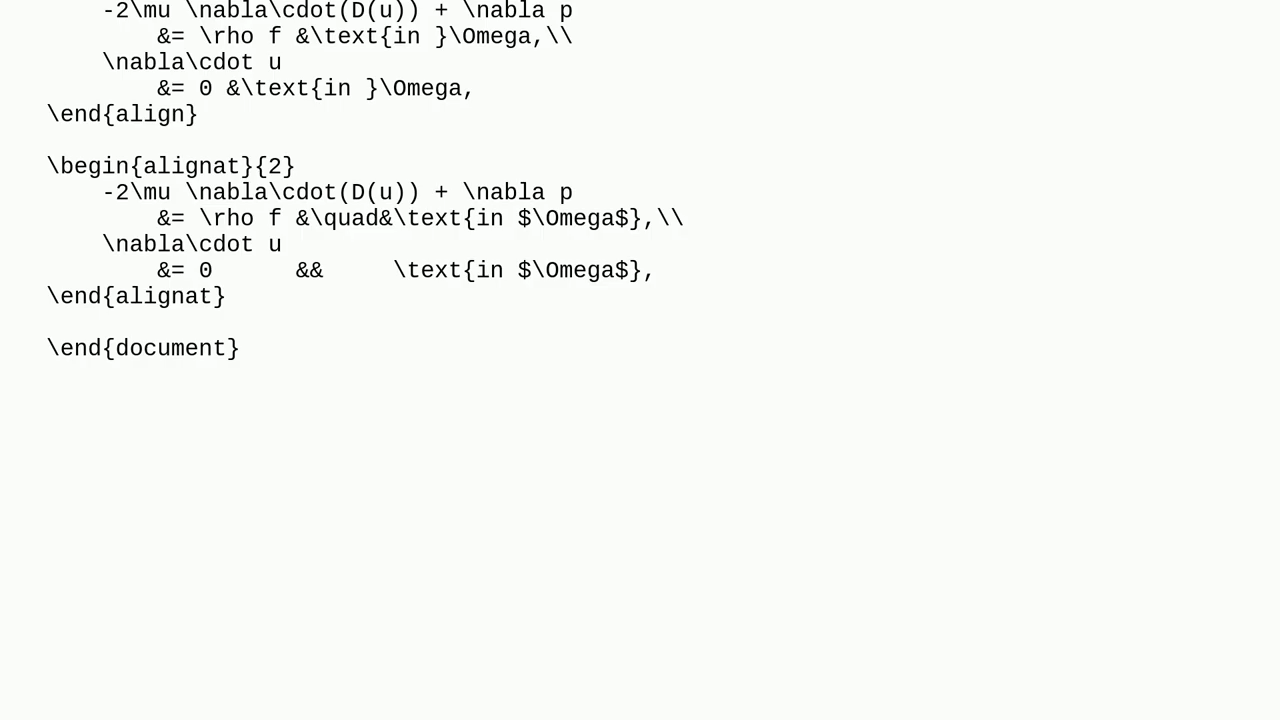 -2\mu \nabla\cdot(D(u)) + \nabla p
&= \rho f &\text{in }\Omega,\\
\nabla\cdot u
&= 0 &\text{in }\Omega,
\end{align}
\begin{alignat}{2}
-2\mu \nabla\cdot(D(u)) + \nabla p
&= \rho f &\quad&\text{in $\Omega$},\\
\nabla\cdot u
&= 0      &&     \text{in $\Omega$},
\end{alignat}
\end{document}